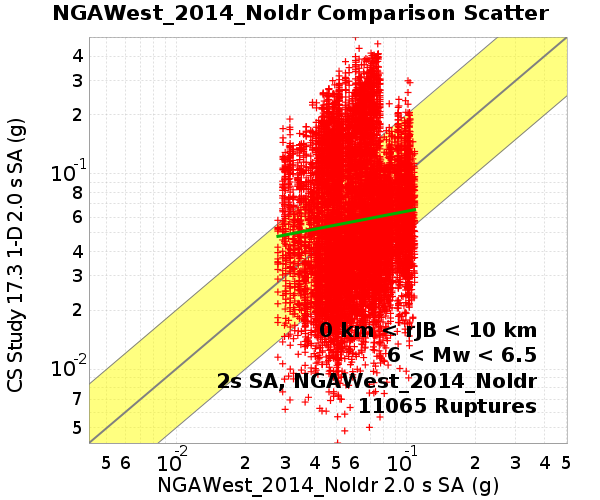 NGAWest_2014_NoIdr Comparison Scatter
CS Study 17.3 1-D 2.0 s SA (g)
4
3
2
10-1
8
6
4
3
2
10-2
7
5
0 km < rJB < 10 km
6 < Mw < 6.5
2s SA, NGAWest_2014_NoIdr
11065 Ruptures
5 6 10-2 2 3 4 5 6 10-1 2 3 4 5
NGAWest_2014_NoIdr 2.0 s SA (g)